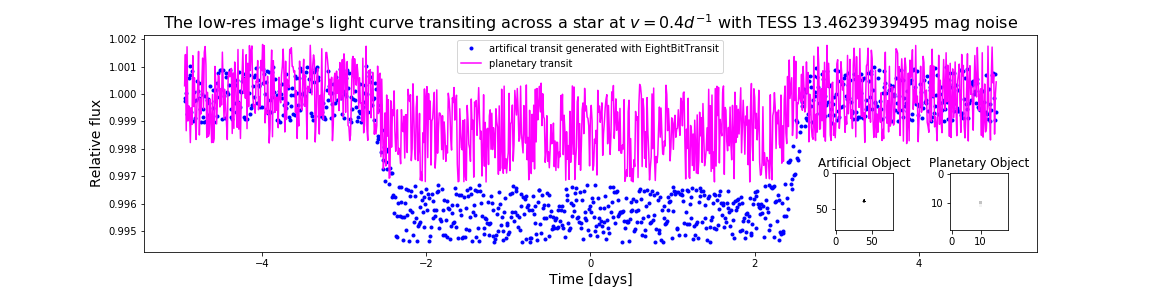 The low-res image's light curve transiting across a star at v = 0.4d⁻¹ with TESS 13.4623939495 mag noise
artifical transit generated with EightBitTransit
planetary transit
Relative flux
1.002
1.001
1.000
0.999
0.998
0.997
0.996
0.995
Artificial Object
0
50
0 50
Planetary Object
0
10
0 10
−4 −2 0 2 4
Time [days]